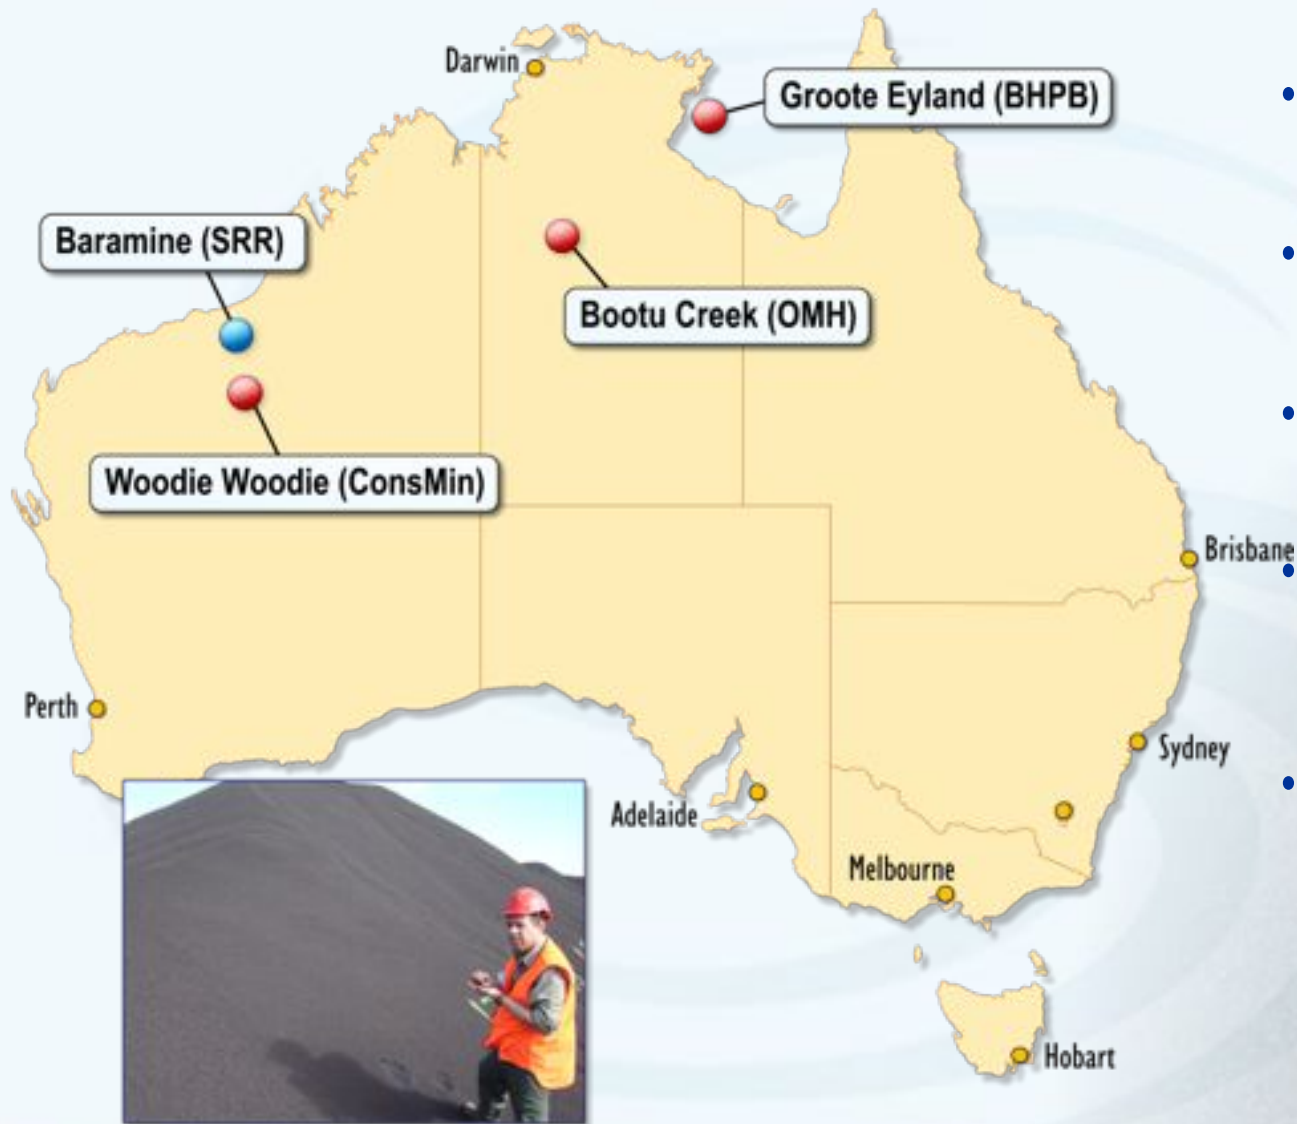 Darwin
Groote Eyland (BHPB)
Baramine (SRR)
Bootu Creek (OMH)
Woodie Woodie (ConsMin)
Brisbane
Perth
Sydney
Adelaide
Melbourne
Hobart